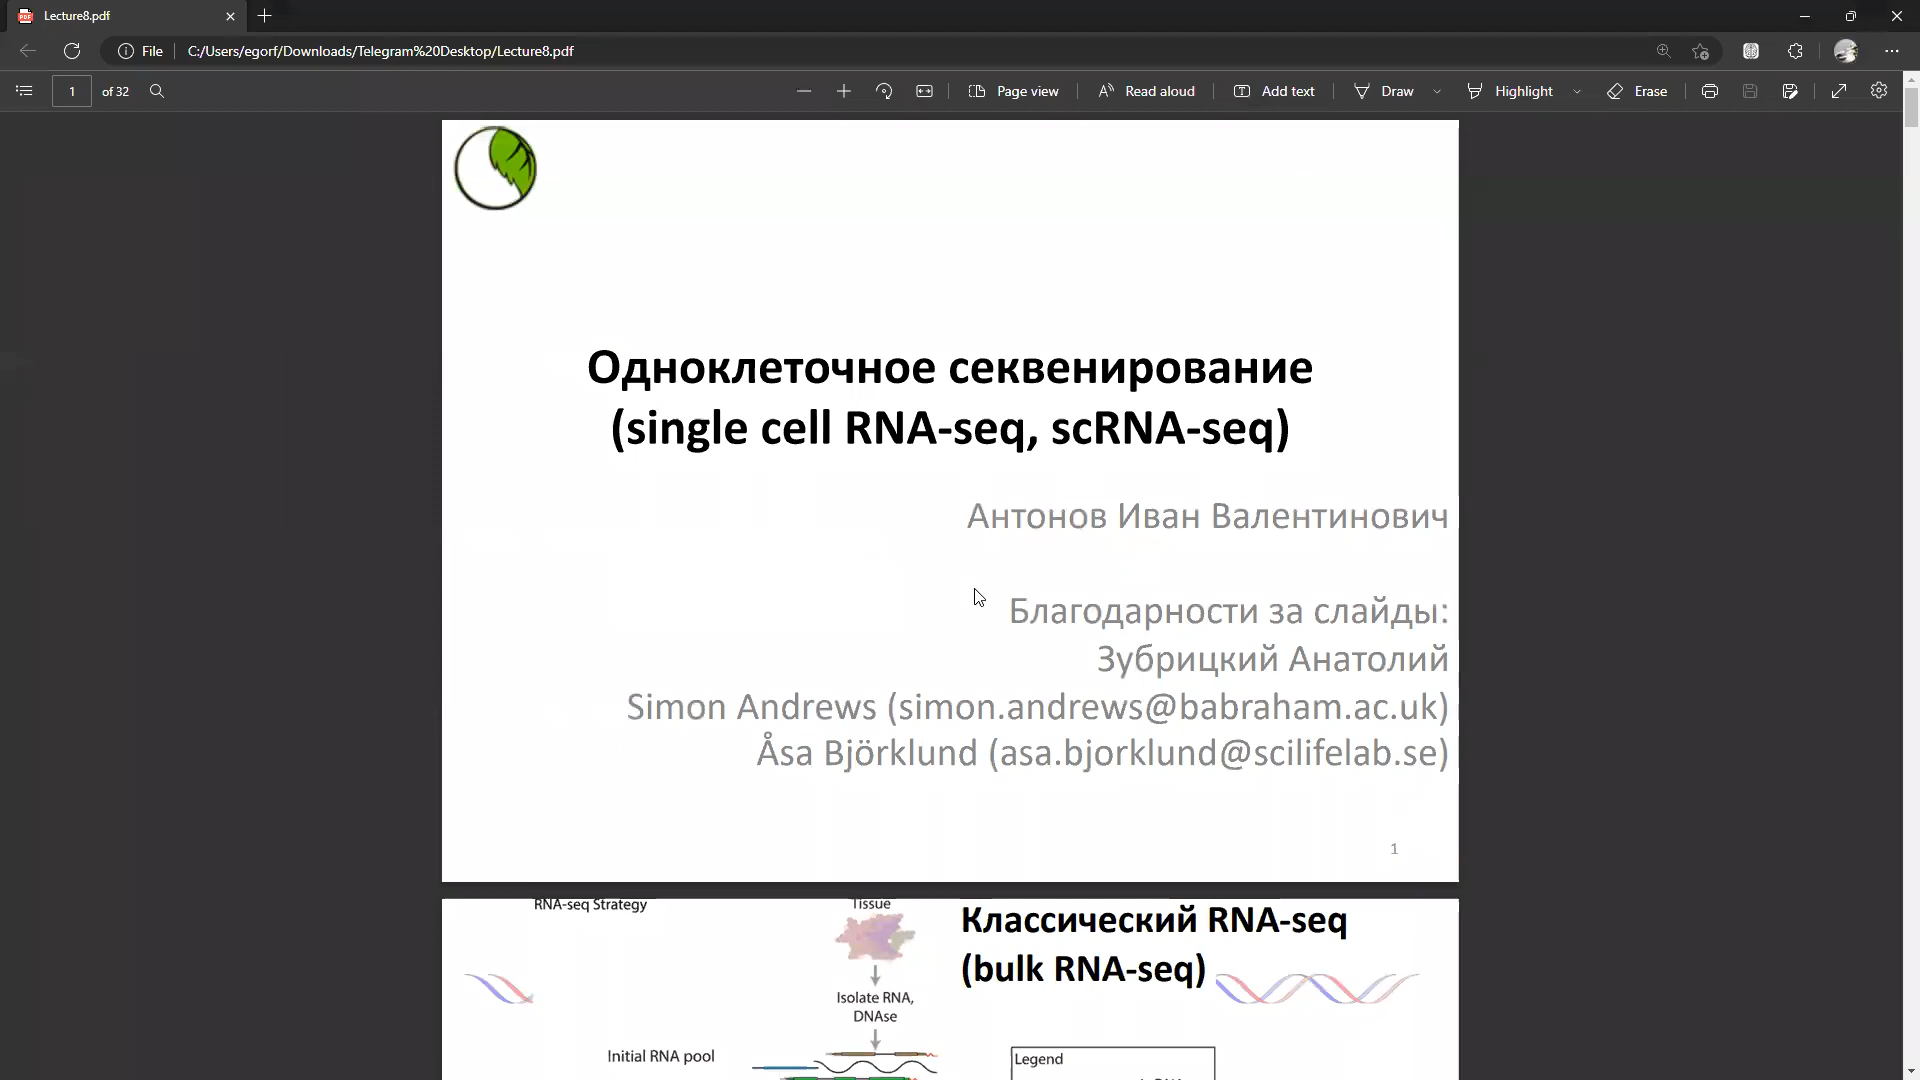 Lecture8.pdf
File
C:/Users/egorf/Downloads/Telegram%20Desktop/Lecture8.pdf
1 of 32
Page view
Read aloud
Add text
Draw
Highlight
Erase
Одноклеточное секвенирование
(single cell RNA-seq, scRNA-seq)
Антонов Иван Валентинович
Благодарности за слайды:
Зубрицкий Анатолий
Simon Andrews (simon.andrews@babraham.ac.uk)
Åsa Björklund (asa.bjorklund@scilifelab.se)
1
RNA-seq Strategy
Tissue
Классический RNA-seq
(bulk RNA-seq)
Isolate RNA,
DNAse
Initial RNA pool
Legend